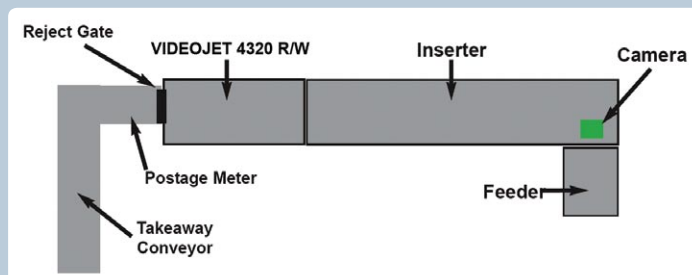 Reject Gate
VIDEOJET 4320 R/W
Inserter
Camera
Postage Meter
Feeder
Takeaway
Conveyor